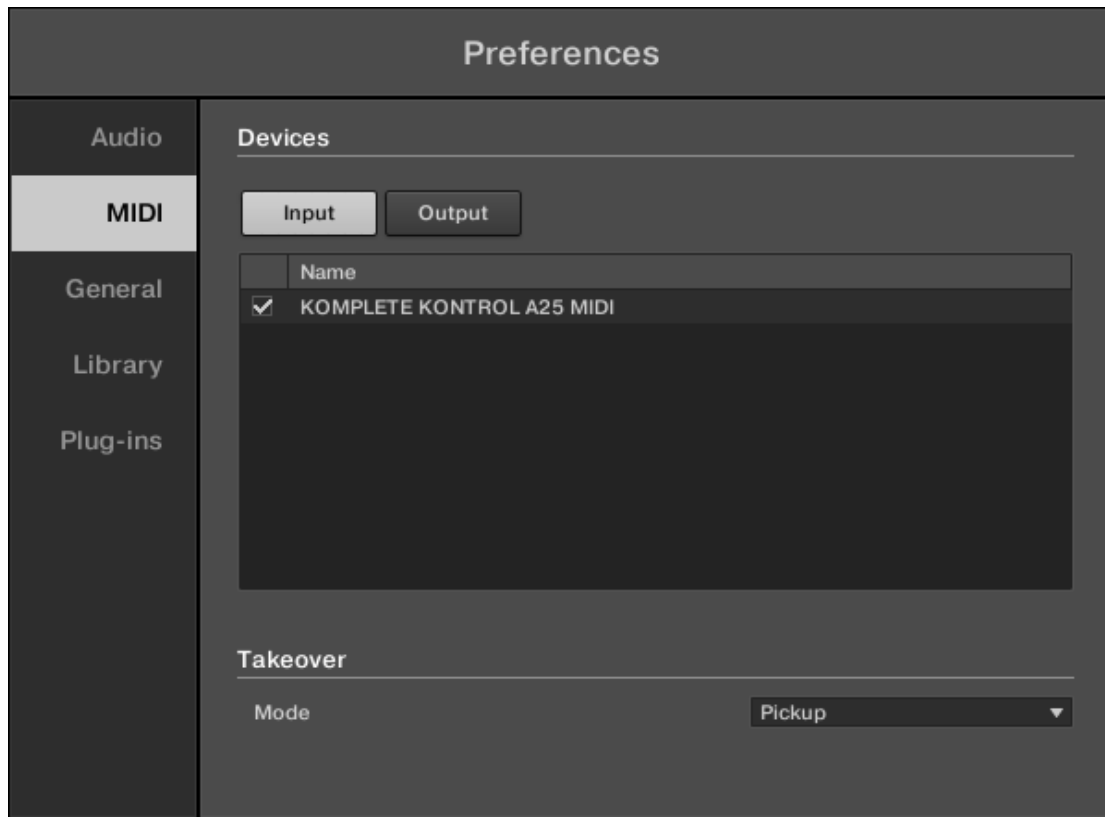 Preferences
Audio
MIDI
General
Library
Plug-ins
Devices
Input Output
Name
KOMPLETE KONTROL A25 MIDI
Takeover
Mode Pickup